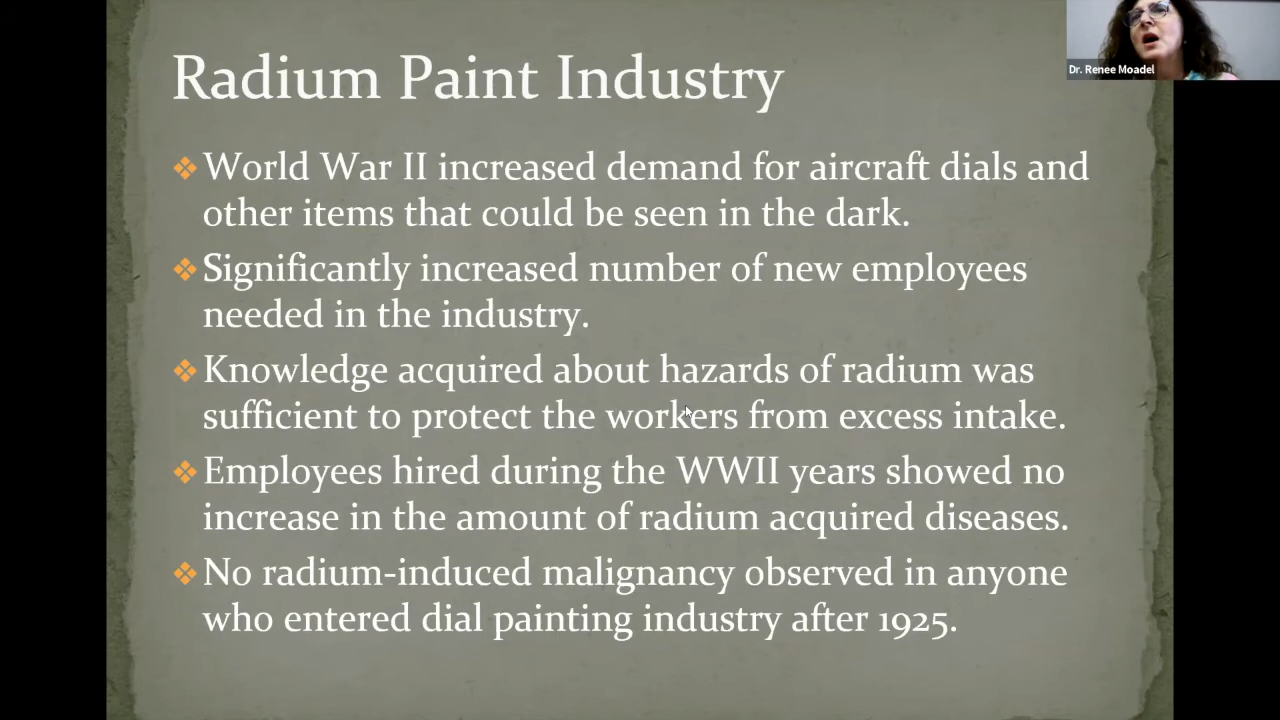 Dr. Renee Moadel
Radium Paint Industry
World War II increased demand for aircraft dials and
other items that could be seen in the dark.
Significantly increased number of new employees
needed in the industry.
Knowledge acquired about hazards of radium was
sufficient to protect the workers from excess intake.
Employees hired during the WWII years showed no
increase in the amount of radium acquired diseases.
No radium-induced malignancy observed in anyone
who entered dial painting industry after 1925.